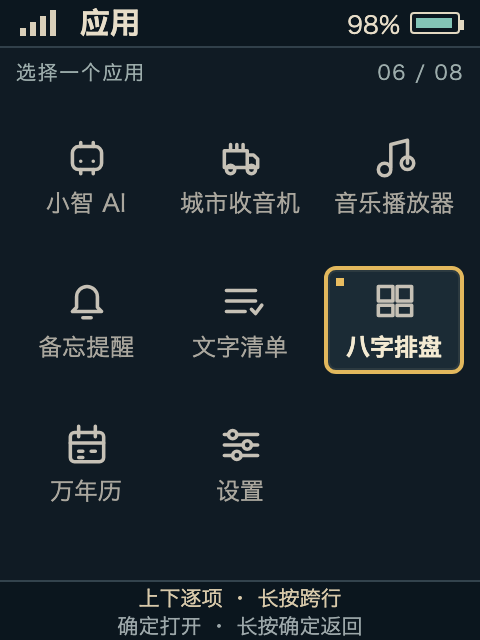 应用 98%
选择一个应用 06 / 08
小智 AI 城市收音机 音乐播放器
备忘提醒 文字清单 八字排盘
万年历 设置
上下逐项 · 长按跨行
确定打开 · 长按确定返回